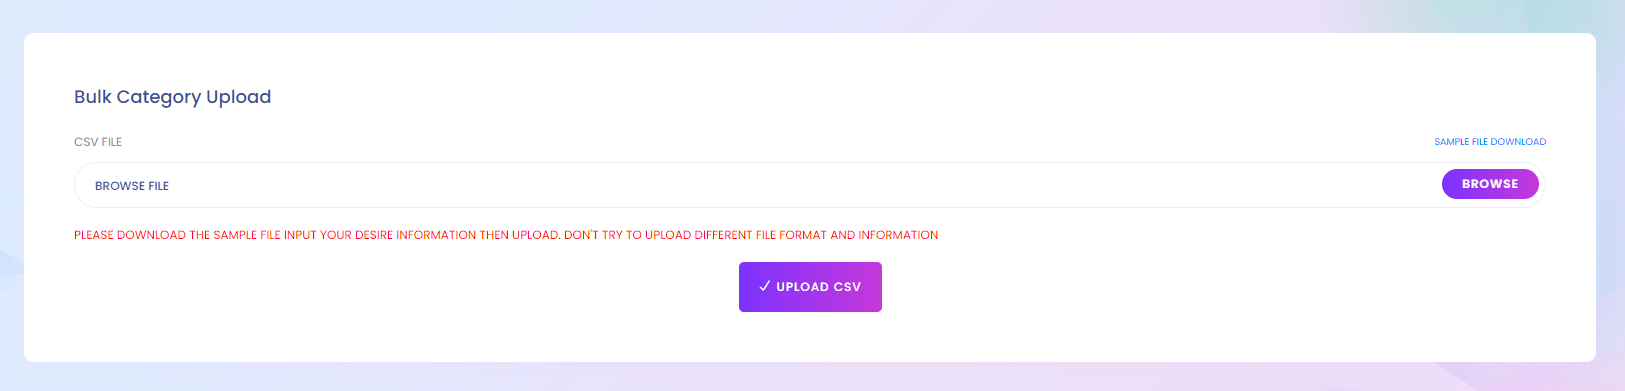 Bulk Category Upload
CSV FILE
SAMPLE FILE DOWNLOAD
BROWSE FILE
BROWSE
PLEASE DOWNLOAD THE SAMPLE FILE INPUT YOUR DESIRE INFORMATION THEN UPLOAD. DON'T TRY TO UPLOAD DIFFERENT FILE FORMAT AND INFORMATION
✓ UPLOAD CSV